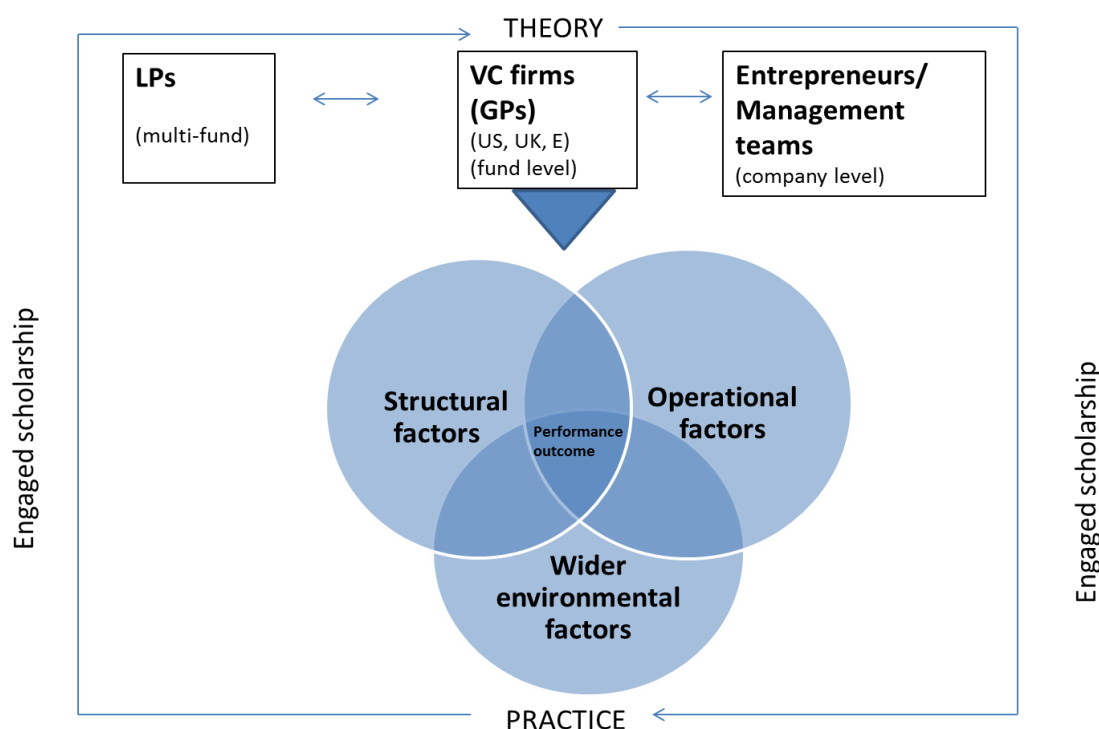 THEORY
LPs
(multi-fund)
VC firms
(GPs)
(US, UK, E)
(fund level)
Entrepreneurs/
Management
teams
(company level)
Engaged scholarship
Structural
factors
Operational
factors
Performance
outcome
Wider
environmental
factors
Engaged scholarship
PRACTICE